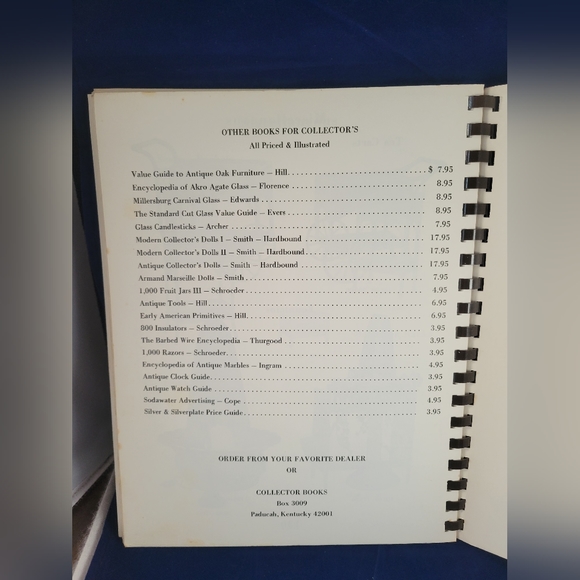 OTHER BOOKS FOR COLLECTOR'S
All Priced & Illustrated
Value Guide to Antique Oak Furniture — Hill. . . . . . . . . . . . . . . . . . . . . . . . . . . . . . . $ 7.95
Encyclopedia of Akro Agate Glass — Florence . . . . . . . . . . . . . . . . . . . . . . . . . . . . . . 8.95
Millersburg Carnival Glass — Edwards . . . . . . . . . . . . . . . . . . . . . . . . . . . . . . . . . . . 8.95
The Standard Cut Glass Value Guide — Evers . . . . . . . . . . . . . . . . . . . . . . . . . . . . . . 8.95
Glass Candlesticks — Archer . . . . . . . . . . . . . . . . . . . . . . . . . . . . . . . . . . . . . . . . . 7.95
Modern Collector's Dolls I — Smith — Hardbound . . . . . . . . . . . . . . . . . . . . . . . . . . 17.95
Modern Collector's Dolls II — Smith — Hardbound. . . . . . . . . . . . . . . . . . . . . . . . . . 17.95
Antique Collector's Dolls — Smith — Hardbound . . . . . . . . . . . . . . . . . . . . . . . . . . . 17.95
Armand Marseille Dolls — Smith. . . . . . . . . . . . . . . . . . . . . . . . . . . . . . . . . . . . . . 7.95
1,000 Fruit Jars III — Schroeder. . . . . . . . . . . . . . . . . . . . . . . . . . . . . . . . . . . . . . 4.95
Antique Tools — Hill. . . . . . . . . . . . . . . . . . . . . . . . . . . . . . . . . . . . . . . . . . . . . . 6.95
Early American Primitives — Hill. . . . . . . . . . . . . . . . . . . . . . . . . . . . . . . . . . . . . . 6.95
800 Insulators — Schroeder. . . . . . . . . . . . . . . . . . . . . . . . . . . . . . . . . . . . . . . . . 3.95
The Barbed Wire Encyclopedia — Thurgood . . . . . . . . . . . . . . . . . . . . . . . . . . . . . . 3.95
1,000 Razors — Schroeder. . . . . . . . . . . . . . . . . . . . . . . . . . . . . . . . . . . . . . . . . . 3.95
Encyclopedia of Antique Marbles — Ingram . . . . . . . . . . . . . . . . . . . . . . . . . . . . . . 4.95
Antique Clock Guide. . . . . . . . . . . . . . . . . . . . . . . . . . . . . . . . . . . . . . . . . . . . . 3.95
Antique Watch Guide . . . . . . . . . . . . . . . . . . . . . . . . . . . . . . . . . . . . . . . . . . . . 3.95
Sodawater Advertising — Cope . . . . . . . . . . . . . . . . . . . . . . . . . . . . . . . . . . . . . . 4.95
Silver & Silverplate Price Guide. . . . . . . . . . . . . . . . . . . . . . . . . . . . . . . . . . . . . . 3.95
ORDER FROM YOUR FAVORITE DEALER
OR
COLLECTOR BOOKS
Box 3009
Paducah, Kentucky 42001